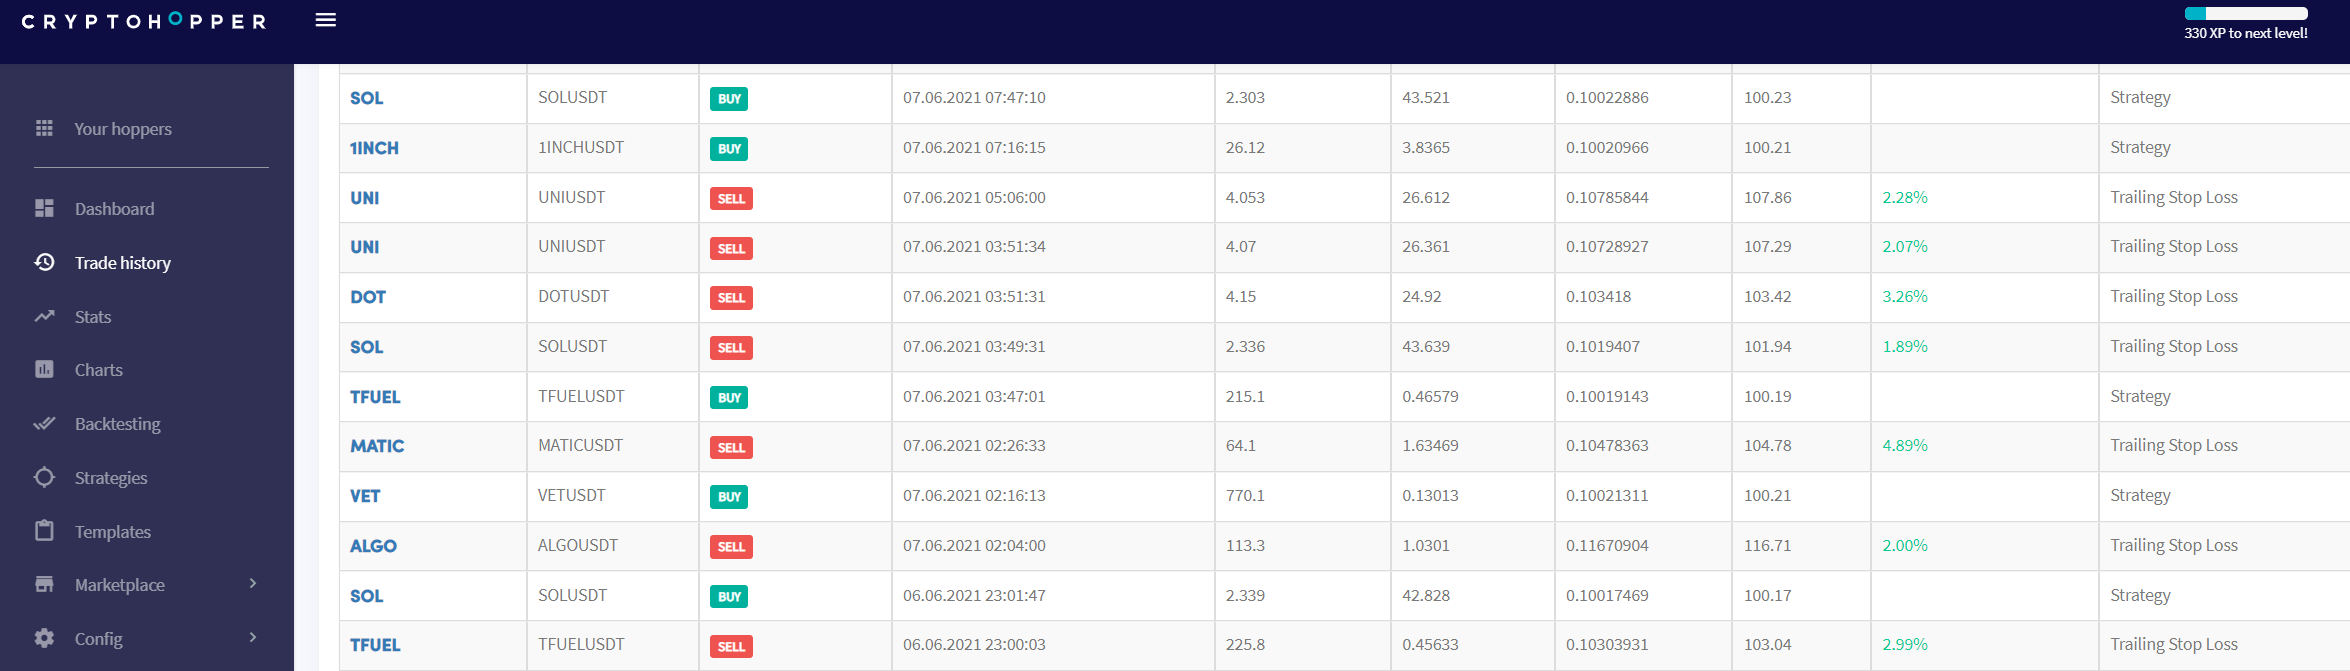 CRYPTOHOPPER
330 XP to next level!
Your hoppers
Dashboard
Trade history
Stats
Charts
Backtesting
Strategies
Templates
Marketplace
Config
SOL SOLUSDT BUY 07.06.2021 07:47:10 2.303 43.521 0.10022886 100.23 Strategy
1INCH 1INCHUSDT BUY 07.06.2021 07:16:15 26.12 3.8365 0.10020966 100.21 Strategy
UNI UNIUSDT SELL 07.06.2021 05:06:00 4.053 26.612 0.10785844 107.86 2.28% Trailing Stop Loss
UNI UNIUSDT SELL 07.06.2021 03:51:34 4.07 26.361 0.10728927 107.29 2.07% Trailing Stop Loss
DOT DOTUSDT SELL 07.06.2021 03:51:31 4.15 24.92 0.103418 103.42 3.26% Trailing Stop Loss
SOL SOLUSDT SELL 07.06.2021 03:49:31 2.336 43.639 0.1019407 101.94 1.89% Trailing Stop Loss
TFUEL TFUELUSDT BUY 07.06.2021 03:47:01 215.1 0.46579 0.10019143 100.19 Strategy
MATIC MATICUSDT SELL 07.06.2021 02:26:33 64.1 1.63469 0.10478363 104.78 4.89% Trailing Stop Loss
VET VETUSDT BUY 07.06.2021 02:16:13 770.1 0.13013 0.10021311 100.21 Strategy
ALGO ALGOUSDT SELL 07.06.2021 02:04:00 113.3 1.0301 0.11670904 116.71 2.00% Trailing Stop Loss
SOL SOLUSDT BUY 06.06.2021 23:01:47 2.339 42.828 0.10017469 100.17 Strategy
TFUEL TFUELUSDT SELL 06.06.2021 23:00:03 225.8 0.45633 0.10303931 103.04 2.99% Trailing Stop Loss